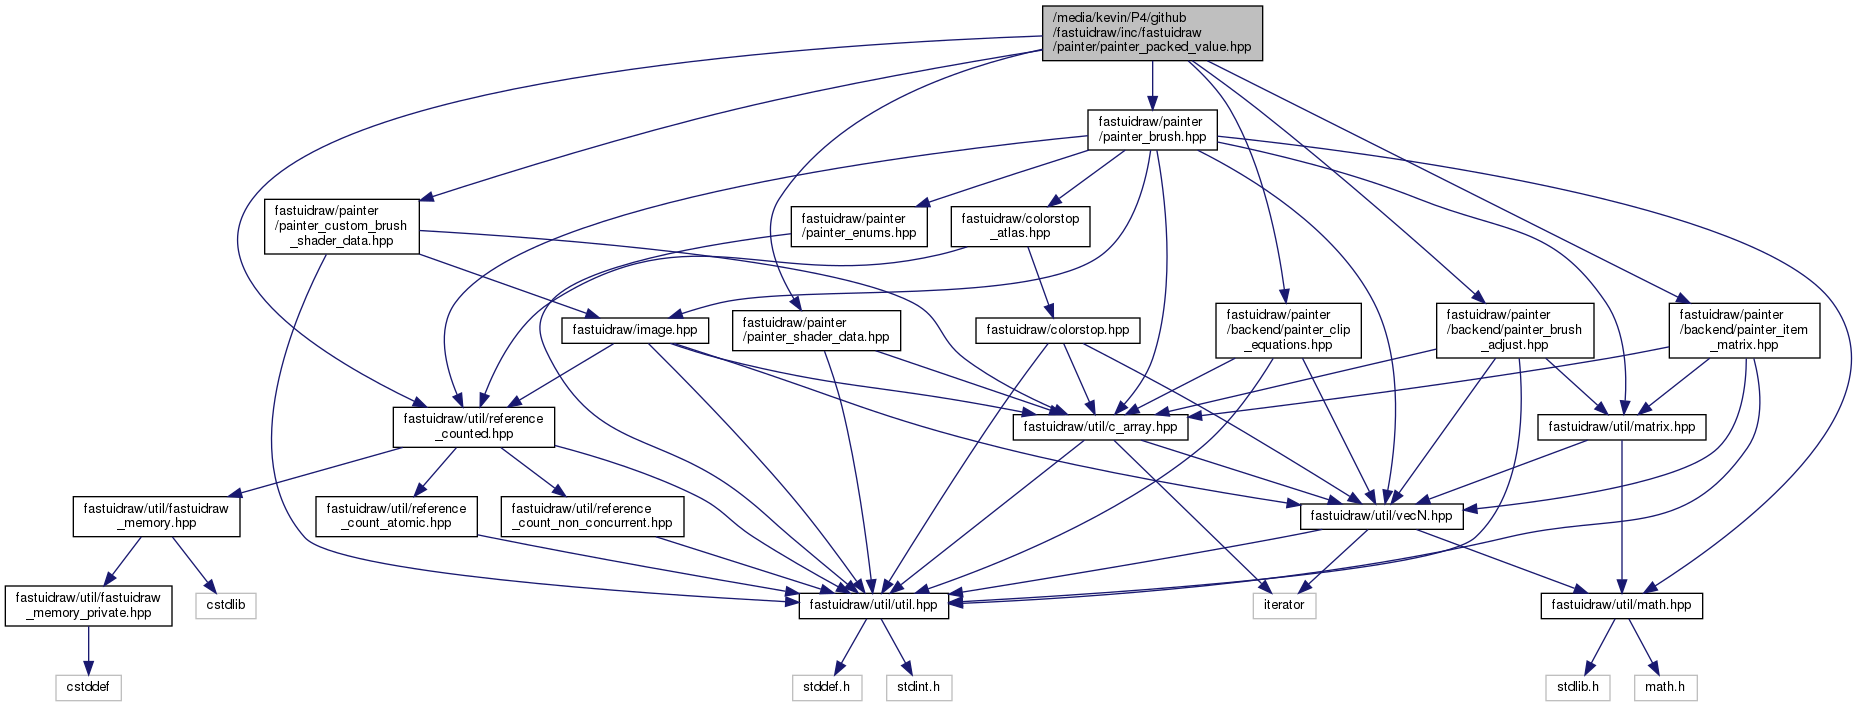 /media/kevin/P4/github
/fastuidraw/inc/fastuidraw
/painter/painter_packed_value.hpp
fastuidraw/painter
/painter_brush.hpp
fastuidraw/painter
/painter_custom_brush
_shader_data.hpp
fastuidraw/painter
/painter_enums.hpp
fastuidraw/colorstop
_atlas.hpp
fastuidraw/image.hpp
fastuidraw/painter
/painter_shader_data.hpp
fastuidraw/colorstop.hpp
fastuidraw/painter
/backend/painter_clip
_equations.hpp
fastuidraw/painter
/backend/painter_brush
_adjust.hpp
fastuidraw/painter
/backend/painter_item
_matrix.hpp
fastuidraw/util/reference
_counted.hpp
fastuidraw/util/c_array.hpp
fastuidraw/util/matrix.hpp
fastuidraw/util/fastuidraw
_memory.hpp
fastuidraw/util/reference
_count_atomic.hpp
fastuidraw/util/reference
_count_non_concurrent.hpp
fastuidraw/util/vecN.hpp
fastuidraw/util/fastuidraw
_memory_private.hpp
cstdlib
fastuidraw/util/util.hpp
iterator
fastuidraw/util/math.hpp
cstddef
stddef.h
stdint.h
stdlib.h
math.h